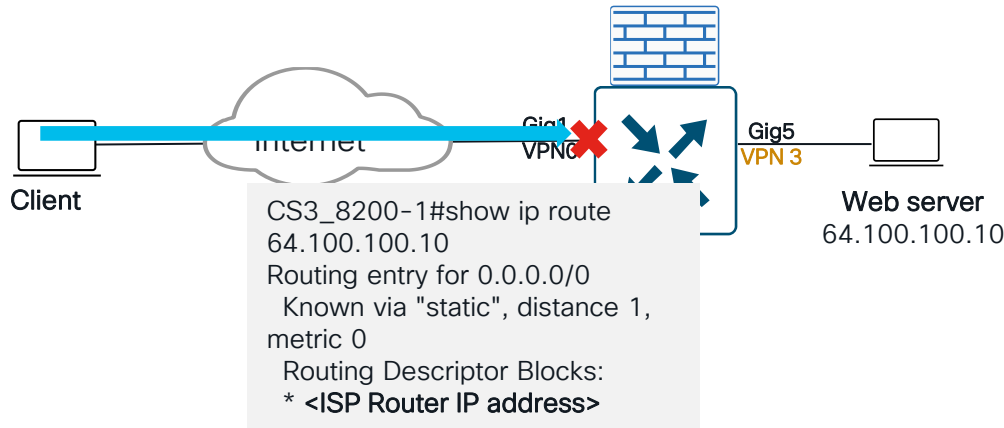 Gig1
VPN0
Internet
Gig5
VPN 3
Client
Web server
64.100.100.10
CS3_8200-1#show ip route
64.100.100.10
Routing entry for 0.0.0.0/0
Known via "static", distance 1,
metric 0
Routing Descriptor Blocks:
* <ISP Router IP address>